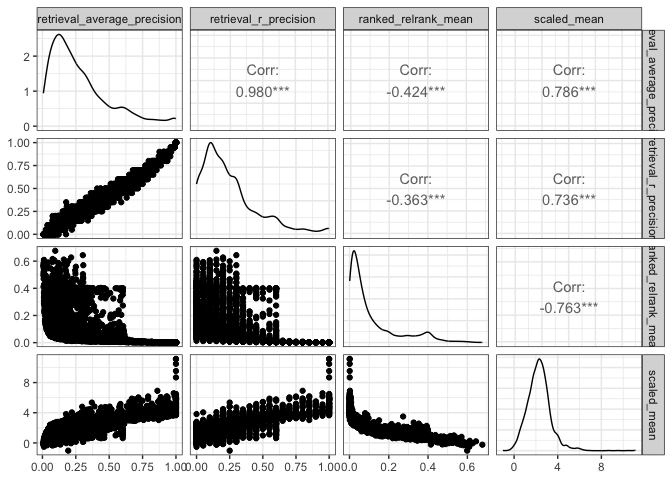 retrieval_average_precision retrieval_r_precision ranked_relrank_mean scaled_mean
2
1
0
Corr:
0.980***
Corr:
-0.424***
Corr:
0.786***
eval_average_preci
1.00
0.75
0.50
0.25
0.00
Corr:
-0.363***
Corr:
0.736***
retrieval_r_precision
0.6
0.4
0.2
0.0
Corr:
-0.763***
anked_relrank_mea
8
4
0
scaled_mean
0.00 0.25 0.50 0.75 1.00 0.00 0.25 0.50 0.75 1.00 0.0 0.2 0.4 0.6 0 4 8